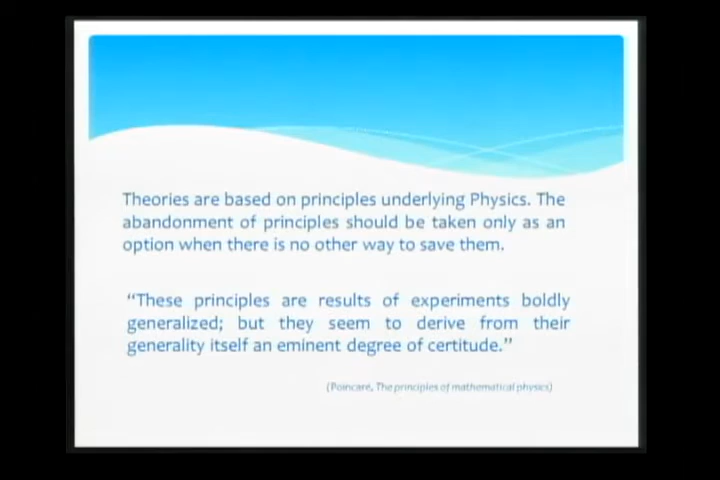 Theories are based on principles underlying Physics. The
abandonment of principles should be taken only as an
option when there is no other way to save them.
“These principles are results of experiments boldly
generalized; but they seem to derive from their
generality itself an eminent degree of certitude.”
(Poincaré, The principles of mathematical physics)